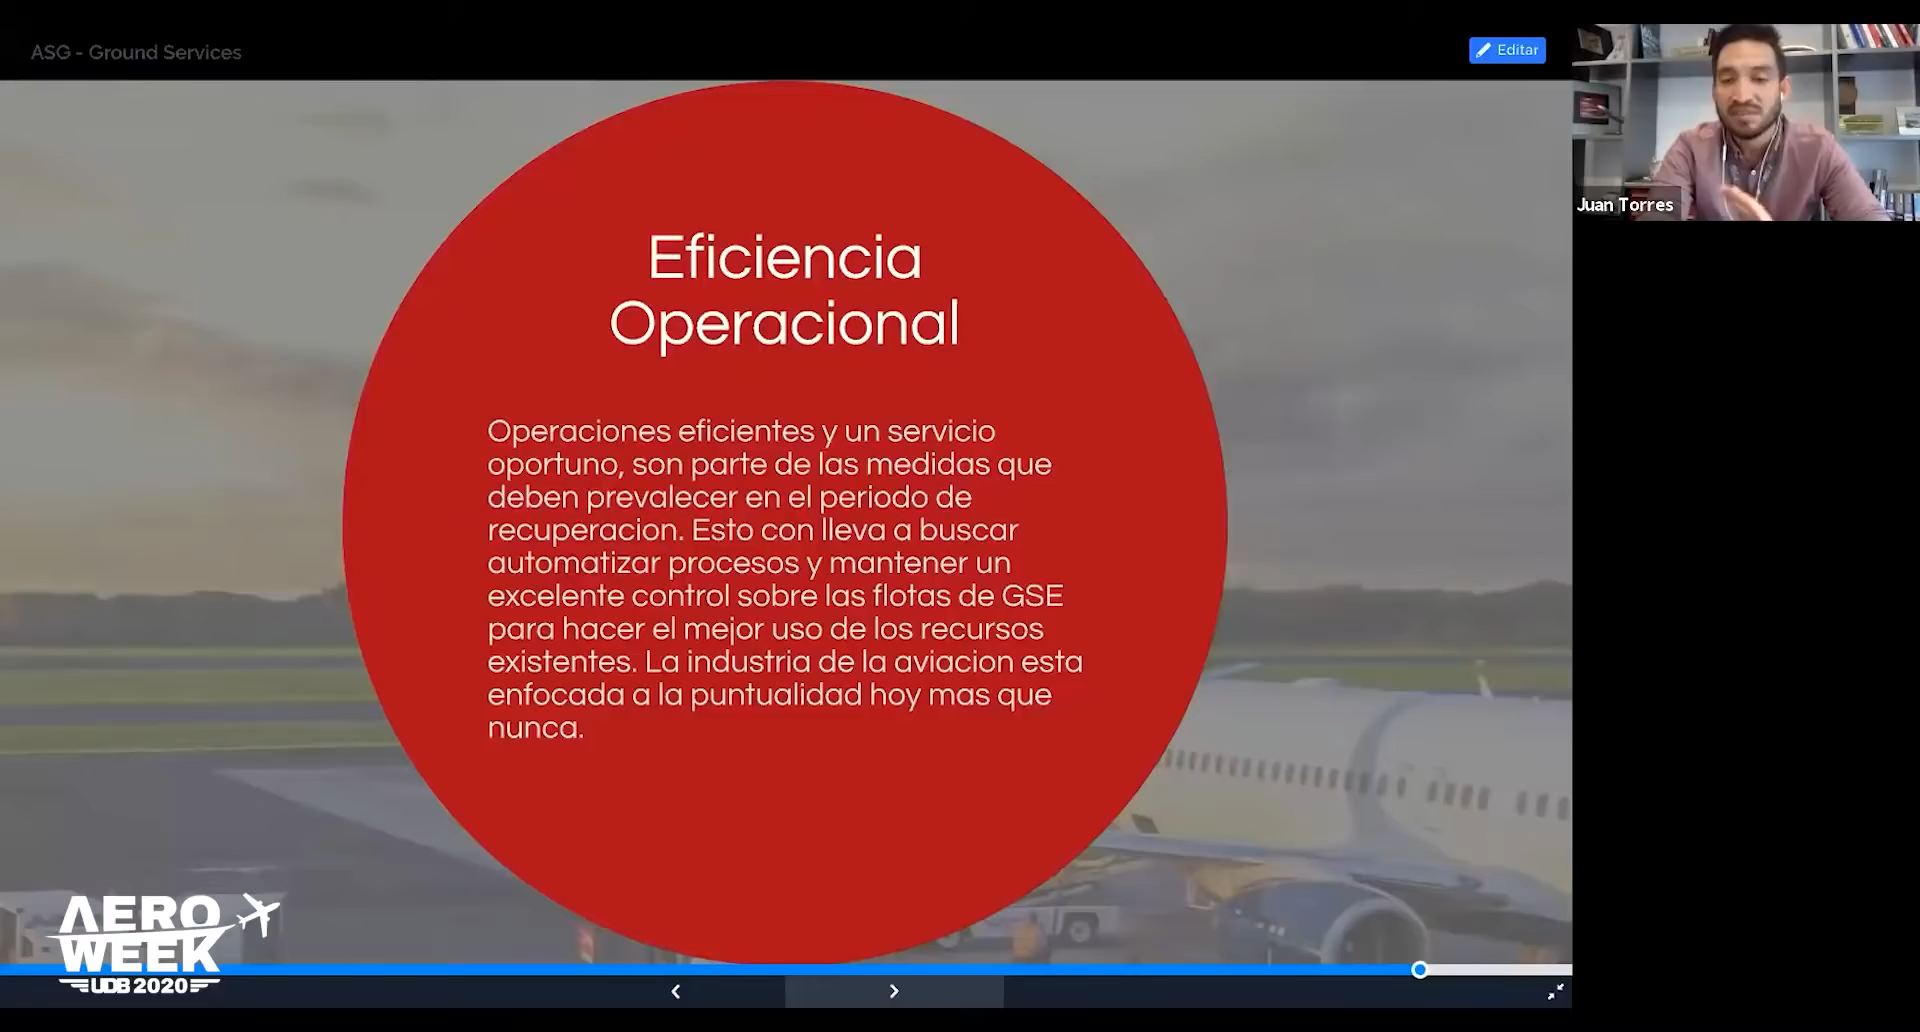 ASG - Ground Services
Editar
Juan Torres
Eficiencia
Operacional
Operaciones eficientes y un servicio
oportuno, son parte de las medidas que
deben prevalecer en el periodo de
recuperacion. Esto con lleva a buscar
automatizar procesos y mantener un
excelente control sobre las flotas de GSE
para hacer el mejor uso de los recursos
existentes. La industria de la aviacion esta
enfocada a la puntualidad hoy mas que
nunca.
AERO
WEEK
UDB 2020